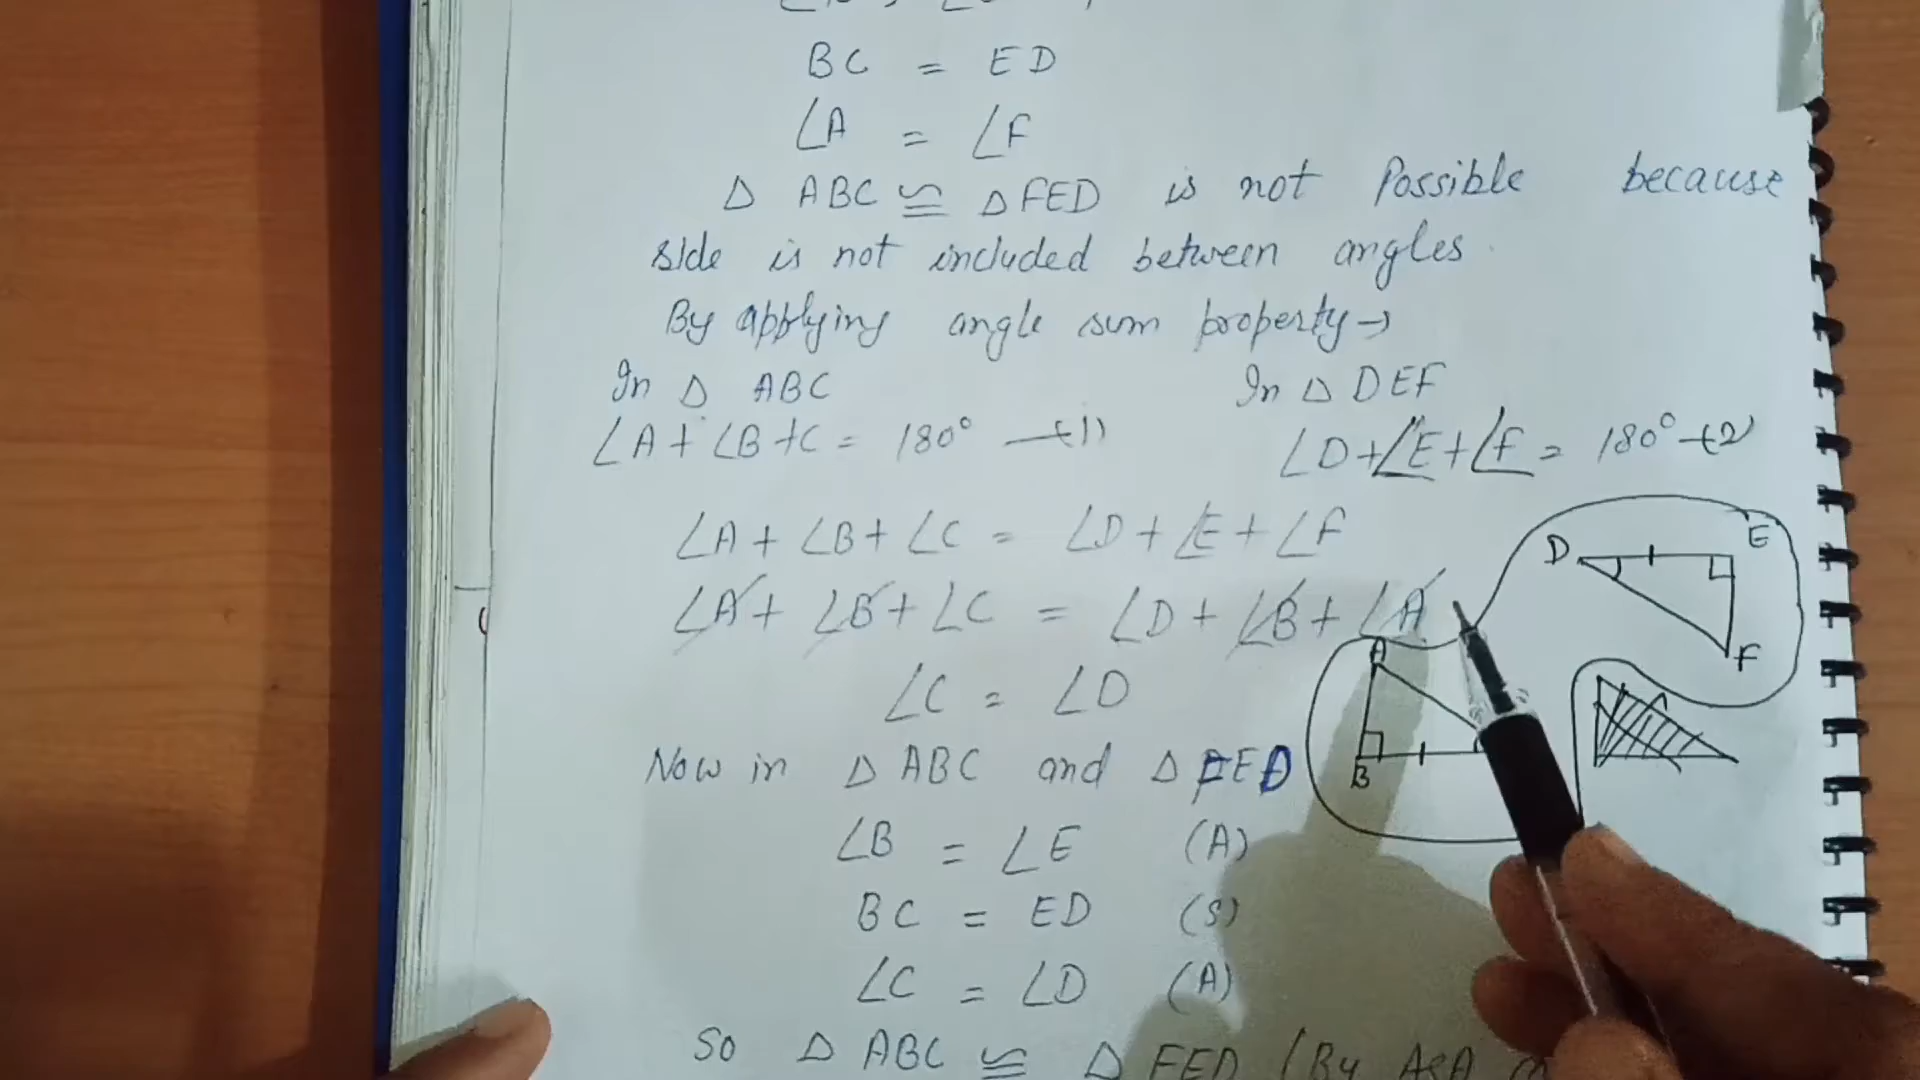 BC = ED
∠A = ∠F
△ ABC ≅ △FED is not Possible because
side is not included between angles.
By applying angle sum property→
In △ ABC
In △ DEF
∠A + ∠B + C = 180° —(1)
∠D + ∠E + ∠F = 180° —(2)
∠A + ∠B + ∠C = ∠D + ∠E + ∠F
∠A + ∠B + ∠C = ∠D + ∠B + ∠A
∠C = ∠D
D
E
F
A
B
Now in △ ABC and △ FED
∠B = ∠E (A)
BC = ED (S)
∠C = ∠D (A)
So △ ABC ≅ △ FED (By ASA